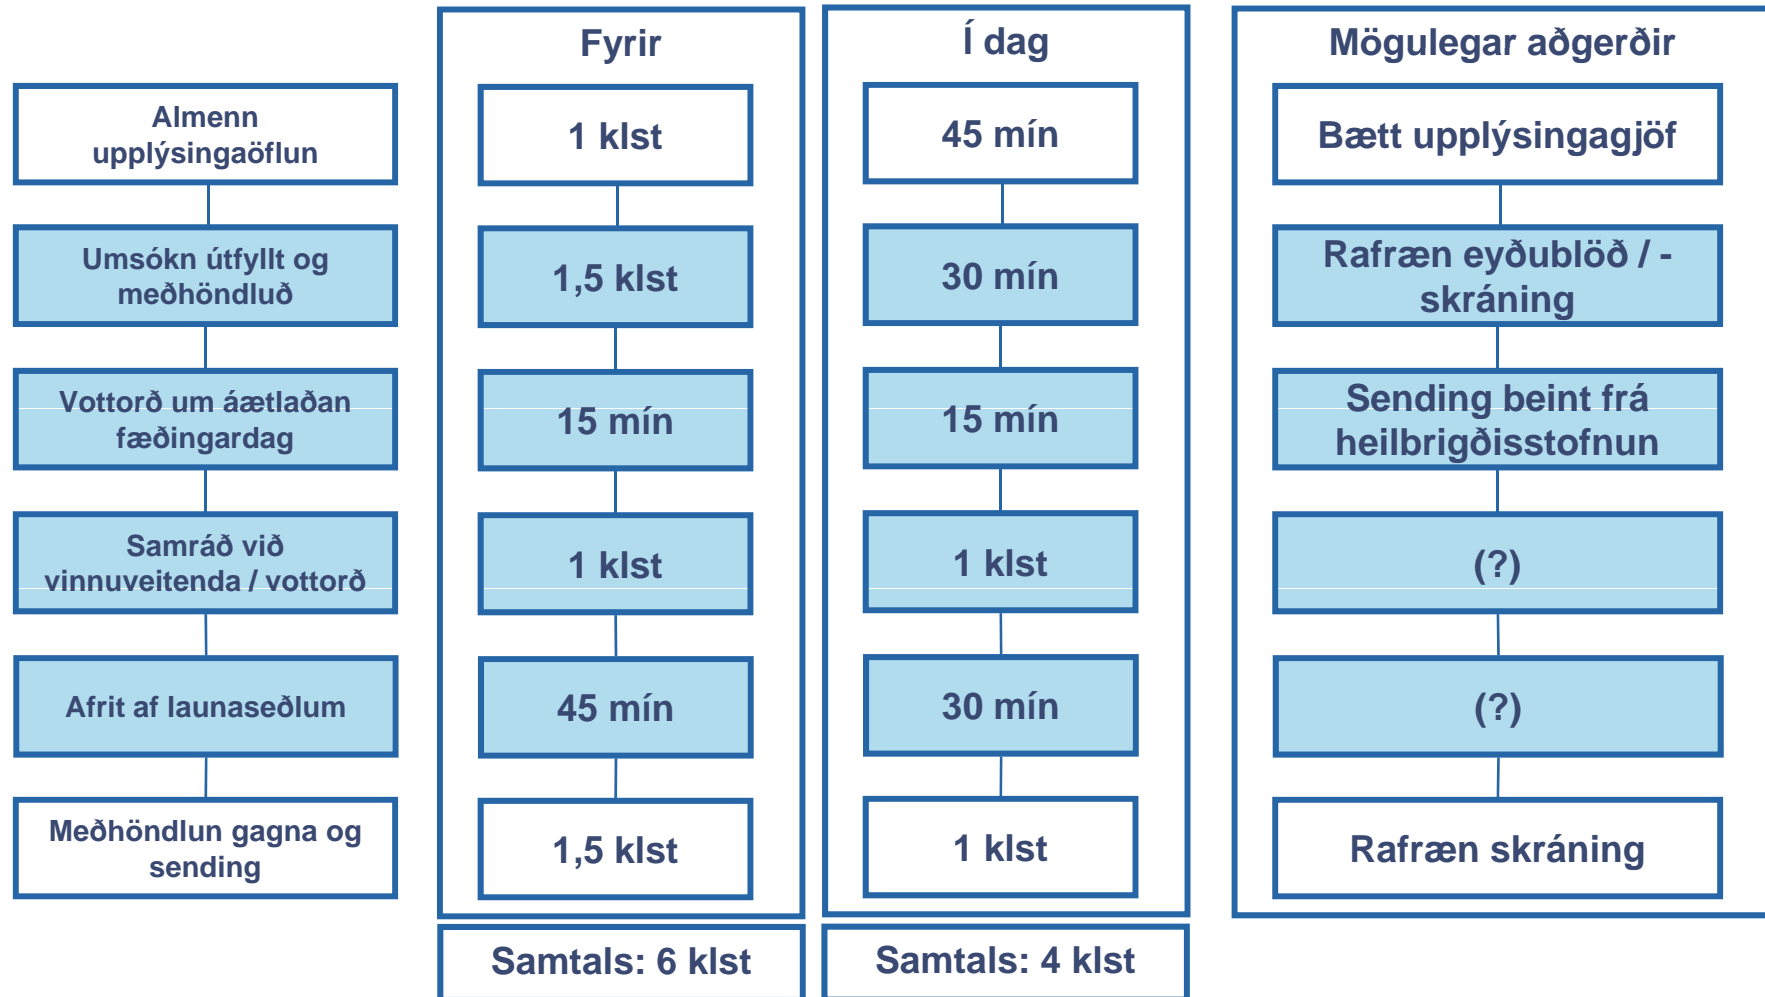 Fyrir
Í dag
Mögulegar aðgerðir
Almenn
upplýsingaöflun
1 klst
45 mín
Bætt upplýsingagjöf
Umsókn útfyllt og
meðhöndluð
1,5 klst
30 mín
Rafræn eyðublöð / -
skráning
Vottorð um áætlaðan
fæðingardag
15 mín
15 mín
Sending beint frá
heilbrigðisstofnun
Samráð við
vinnuveitenda / vottorð
1 klst
1 klst
(?)
Afrit af launaseðlum
45 mín
30 mín
(?)
Meðhöndlun gagna og
sending
1,5 klst
1 klst
Rafræn skráning
Samtals: 6 klst
Samtals: 4 klst